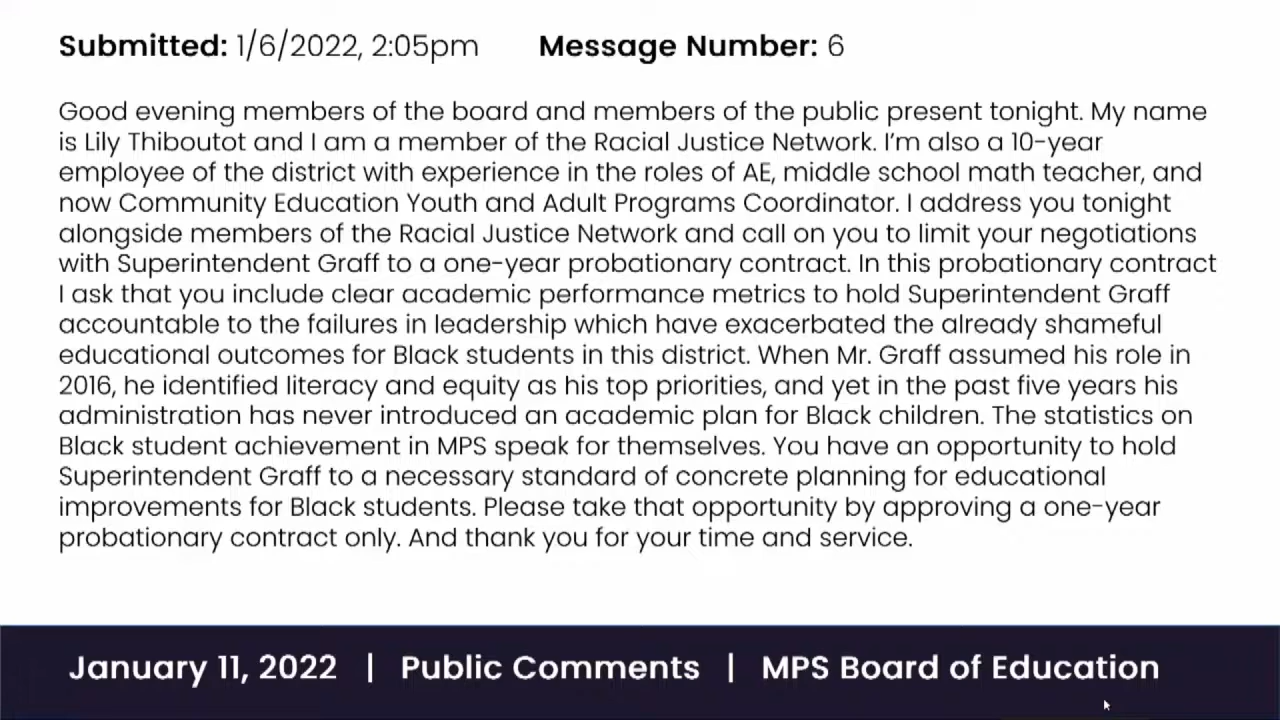 Submitted: 1/6/2022, 2:05pm Message Number: 6
Good evening members of the board and members of the public present tonight. My name
is Lily Thiboutot and I am a member of the Racial Justice Network. I’m also a 10-year
employee of the district with experience in the roles of AE, middle school math teacher, and
now Community Education Youth and Adult Programs Coordinator. I address you tonight
alongside members of the Racial Justice Network and call on you to limit your negotiations
with Superintendent Graff to a one-year probationary contract. In this probationary contract
I ask that you include clear academic performance metrics to hold Superintendent Graff
accountable to the failures in leadership which have exacerbated the already shameful
educational outcomes for Black students in this district. When Mr. Graff assumed his role in
2016, he identified literacy and equity as his top priorities, and yet in the past five years his
administration has never introduced an academic plan for Black children. The statistics on
Black student achievement in MPS speak for themselves. You have an opportunity to hold
Superintendent Graff to a necessary standard of concrete planning for educational
improvements for Black students. Please take that opportunity by approving a one-year
probationary contract only. And thank you for your time and service.
January 11, 2022 | Public Comments | MPS Board of Education